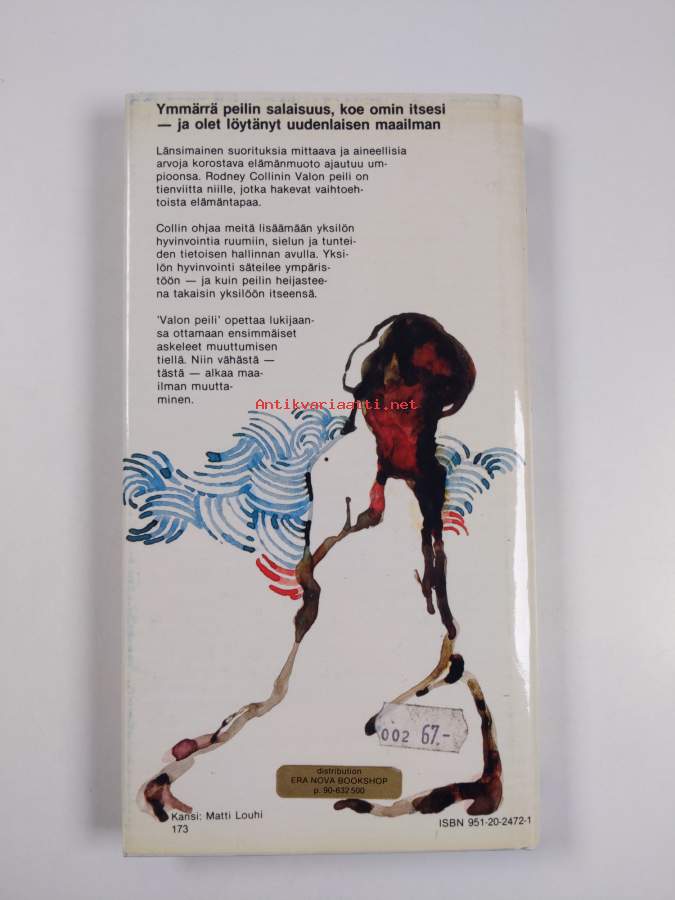 Ymmärrä peilin salaisuus, koe omin itsesi
— ja olet löytänyt uudenlaisen maailman
Länsimainen suorituksia mittaava ja aineellisia
arvoja korostava elämänmuoto ajautuu um-
pioonsa. Rodney Collinin Valon peili on
tienviitta niille, jotka hakevat vaihtoeh-
toista elämäntapaa.
Collin ohjaa meitä lisäämään yksilön
hyvinvointia ruumiin, sielun ja tuntei-
den tietoisen hallinnan avulla. Yksi-
lön hyvinvointi säteilee ympäris-
töön — ja kuin peilin heijastee-
na takaisin yksilöön itseensä.
'Valon peili' opettaa lukijaan-
sa ottamaan ensimmäiset
askeleet muuttumisen
tiellä. Niin vähästä —
tästä — alkaa maa-
ilman muutta-
minen.
Antikvariaatti.net
002 67.-
distribution
ERA NOVA BOOKSHOP
p. 90-632 500
Kansi: Matti Louhi
173
ISBN 951-20-2472-1